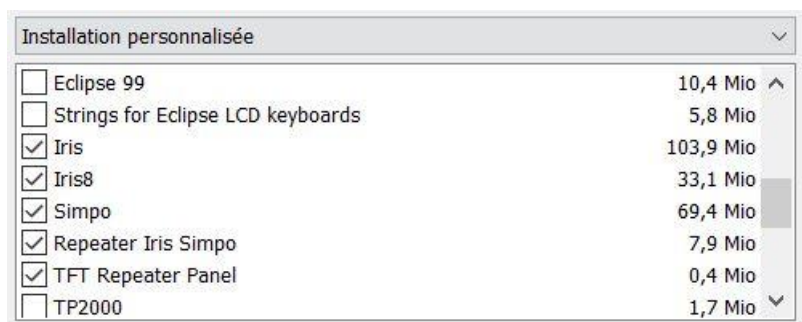 Installation personnalisée
Eclipse 99 10,4 Mio
Strings for Eclipse LCD keyboards 5,8 Mio
Iris 103,9 Mio
Iris8 33,1 Mio
Simpo 69,4 Mio
Repeater Iris Simpo 7,9 Mio
TFT Repeater Panel 0,4 Mio
TP2000 1,7 Mio